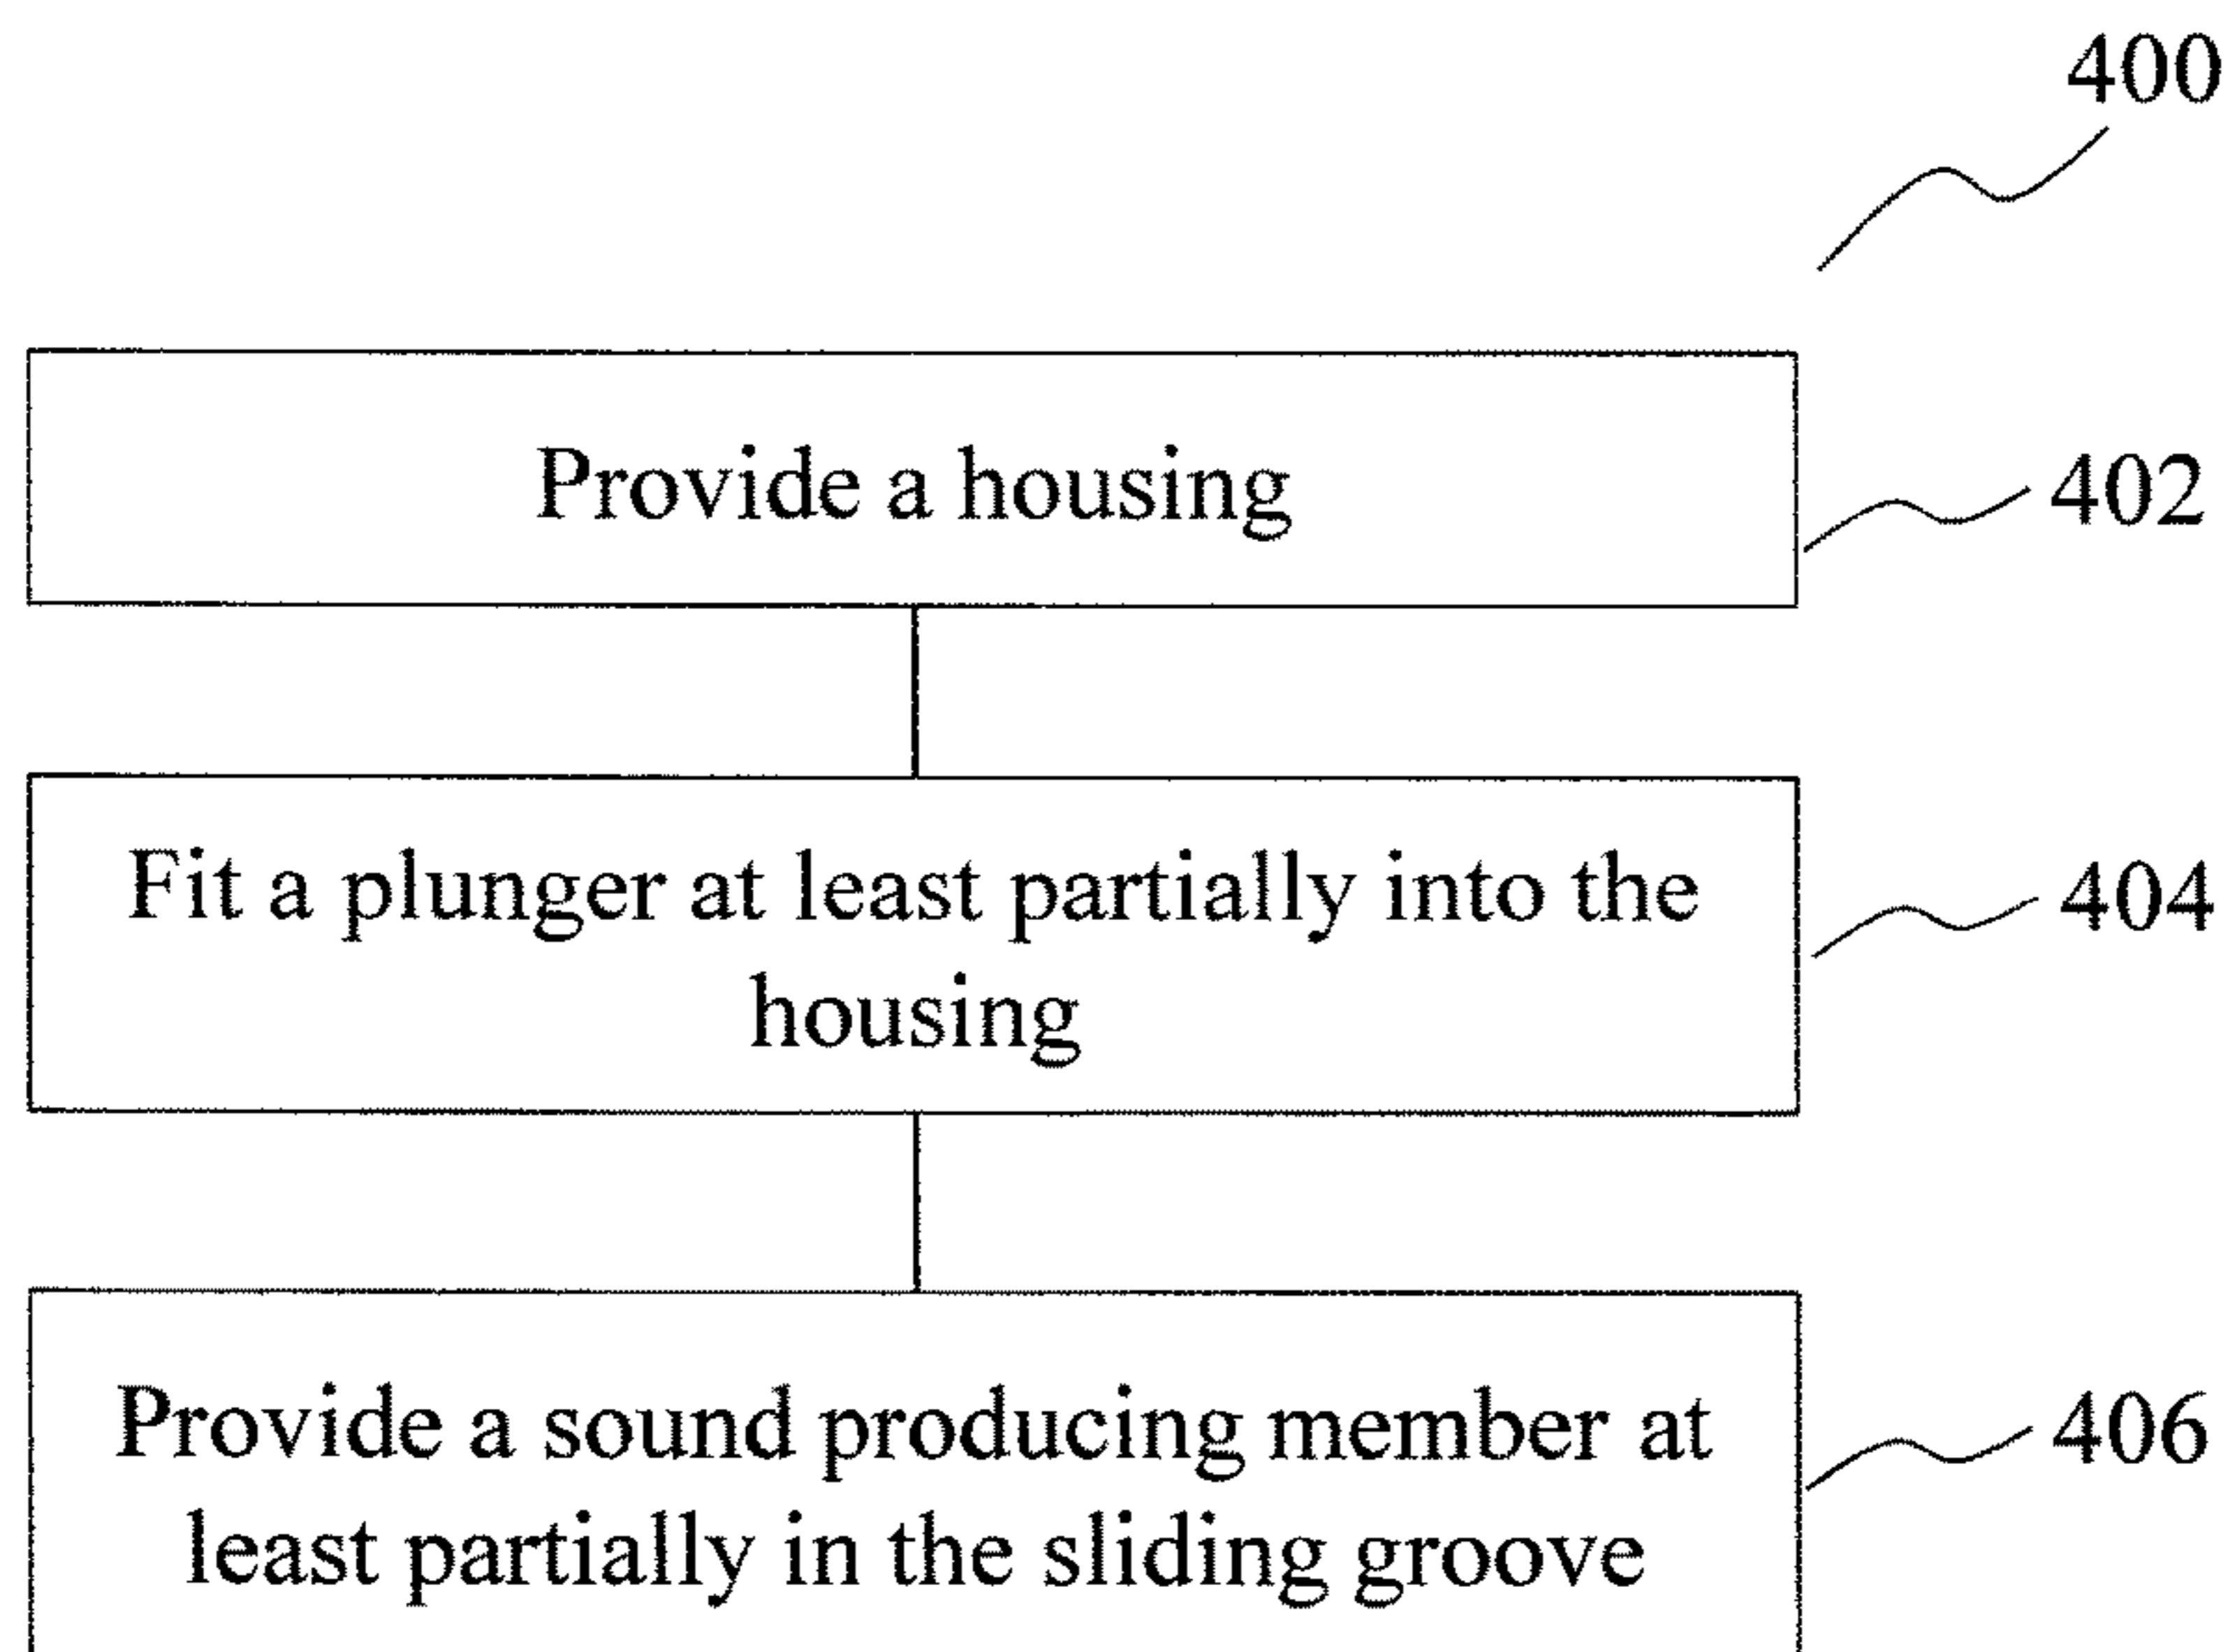 400
Provide a housing
402
Fit a plunger at least partially into the
housing
404
Provide a sound producing member at
least partially in the sliding groove
406